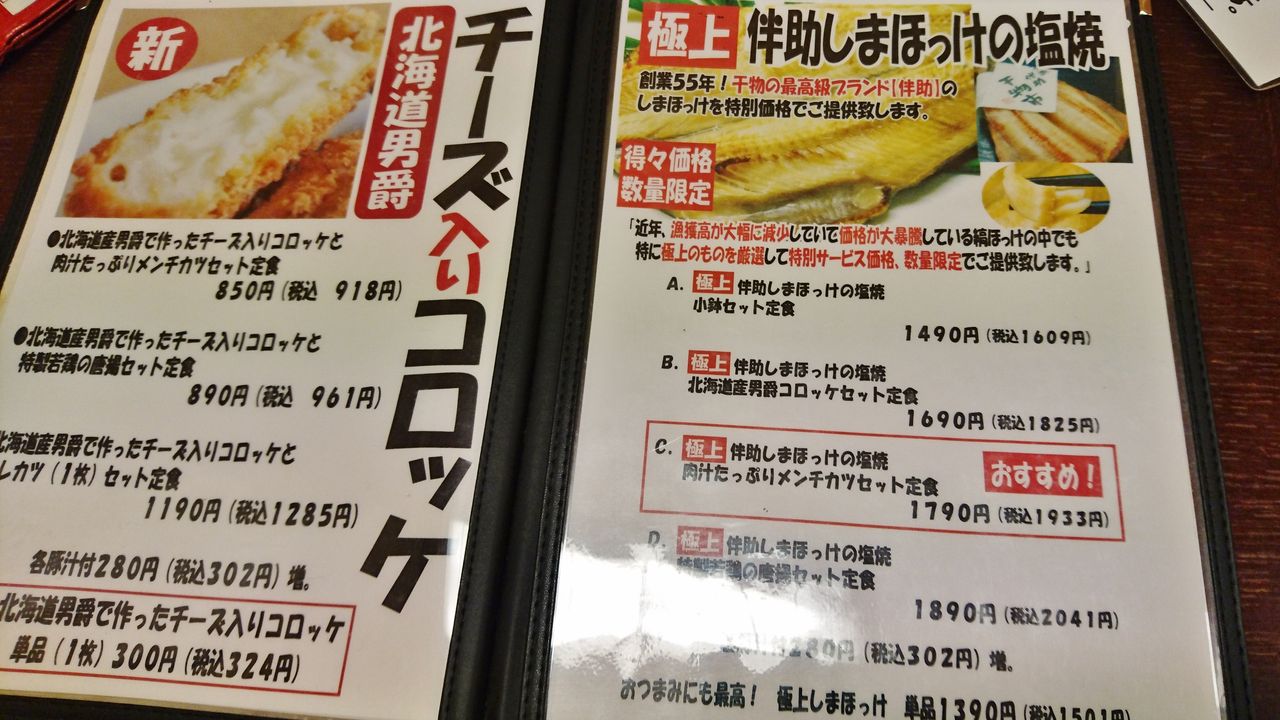 新
北海道男爵
チーズ入りコロッケ
●北海道産男爵で作ったチーズ入りコロッケと
肉汁たっぷりメンチカツセット定食
850円(税込 918円)
●北海道産男爵で作ったチーズ入りコロッケと
特製若鶏の唐揚セット定食
890円(税込 961円)
北海道産男爵で作ったチーズ入りコロッケと
レカツ(1枚)セット定食
1190円(税込1285円)
各豚汁付280円(税込302円)増。
北海道男爵で作ったチーズ入りコロッケ
単品(1枚)300円(税込324円)
極上 伴助しまほっけの塩焼
創業55年!干物の最高級ブランド[伴助]の
しまほっけを特別価格でご提供致します。
得々価格
数量限定
「近年、漁獲高が大幅に減少していて価格が大暴騰している縞ほっけの中でも
特に極上のものを厳選して特別サービス価格、数量限定でご提供致します。」
A. 極上 伴助しまほっけの塩焼
小鉢セット定食
1490円(税込1609円)
B. 極上 伴助しまほっけの塩焼
北海道産男爵コロッケセット定食
1690円(税込1825円)
C. 極上 伴助しまほっけの塩焼
肉汁たっぷりメンチカツセット定食
おすすめ!
1790円(税込1933円)
D. 極上 伴助しまほっけの塩焼
特製若鶏の唐揚セット定食
1890円(税込2041円)
280円(税込302円)増。
おつまみにも最高! 極上しまほっけ 単品1390円(税込1501円)